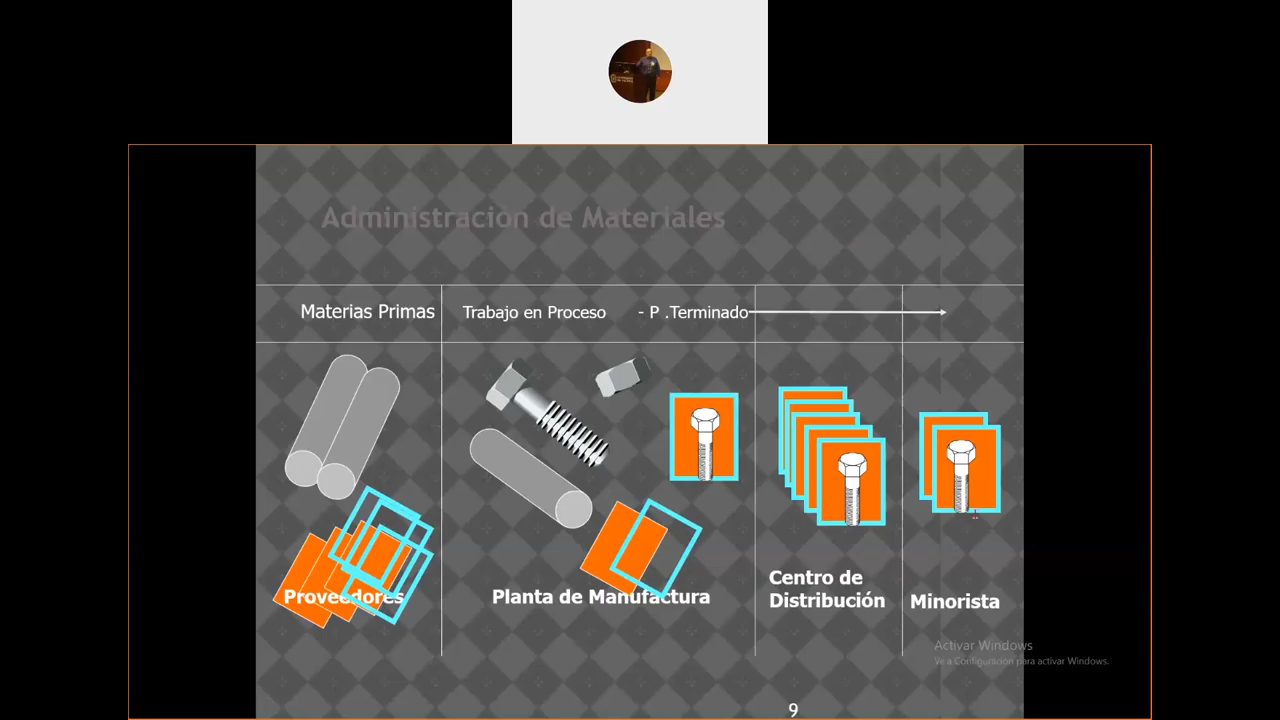 Administracion de Materiales
Materias Primas
Trabajo en Proceso - P .Terminado
Proveedores
Planta de Manufactura
Centro de
Distribución
Minorista
Activar Windows
Ve a Configuración para activar Windows.
9